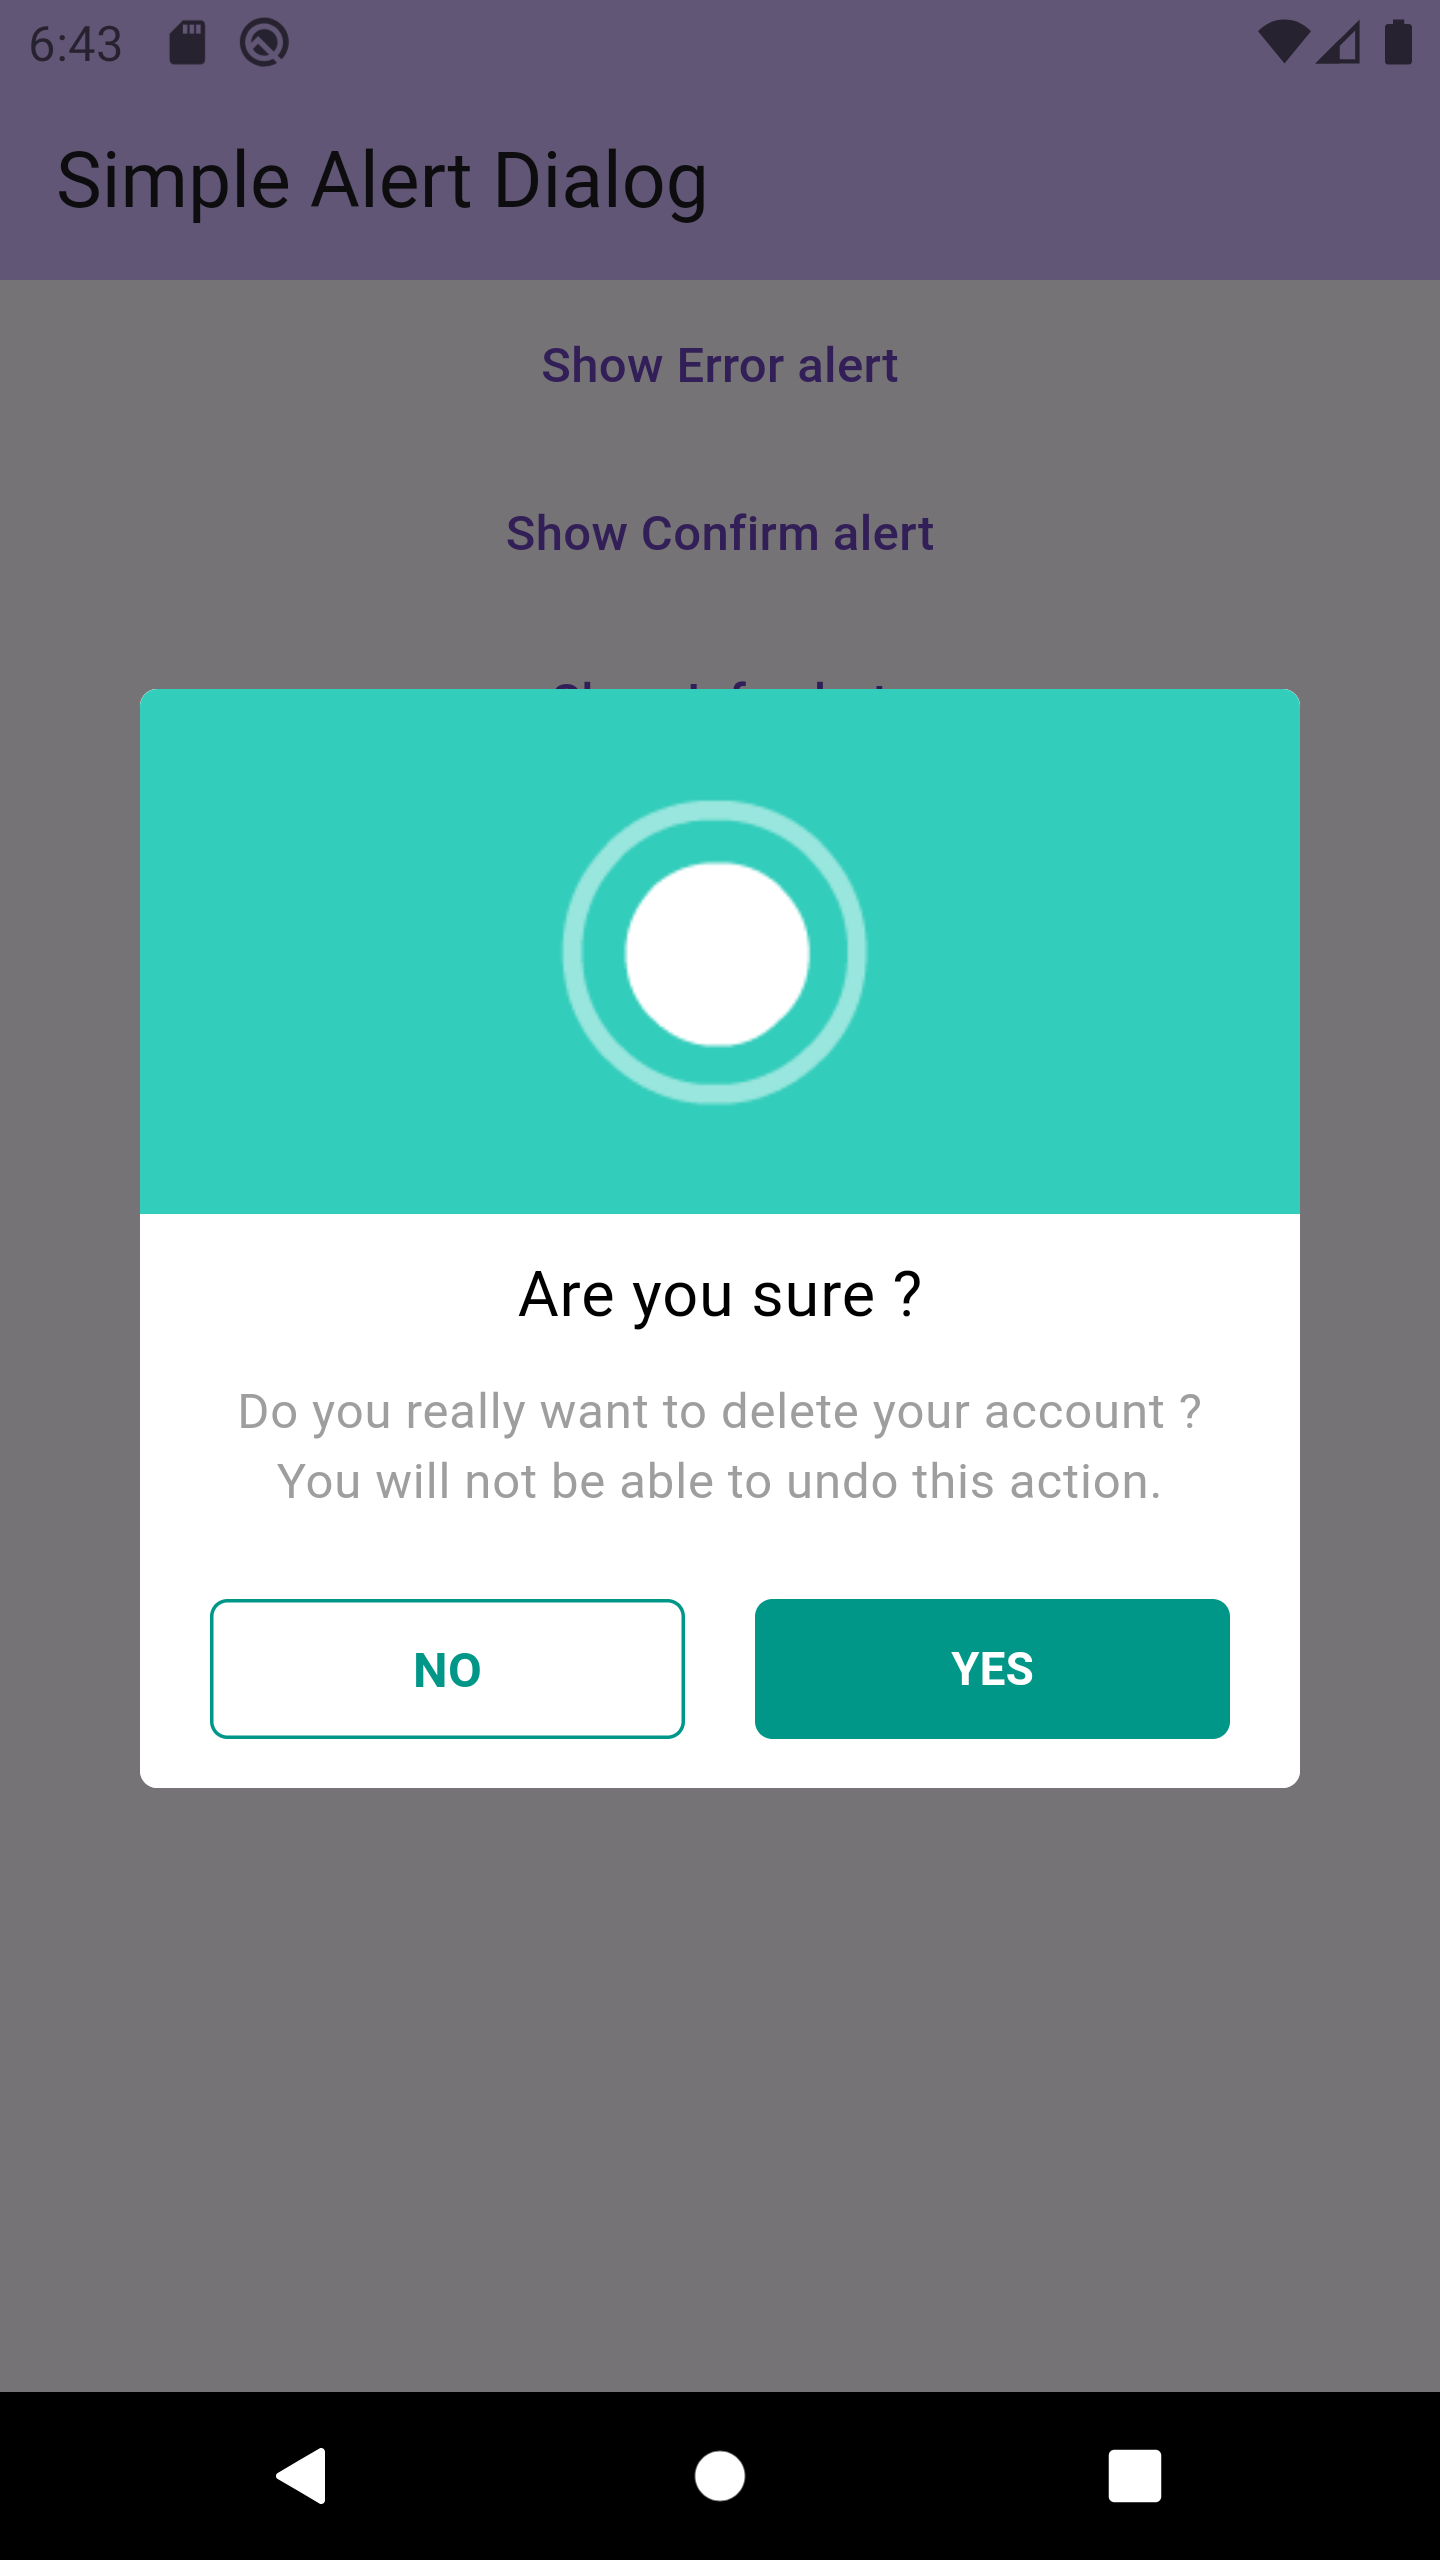 6:43
Simple Alert Dialog
Show Error alert
Show Confirm alert
Are you sure ?
Do you really want to delete your account ?
You will not be able to undo this action.
NO
YES